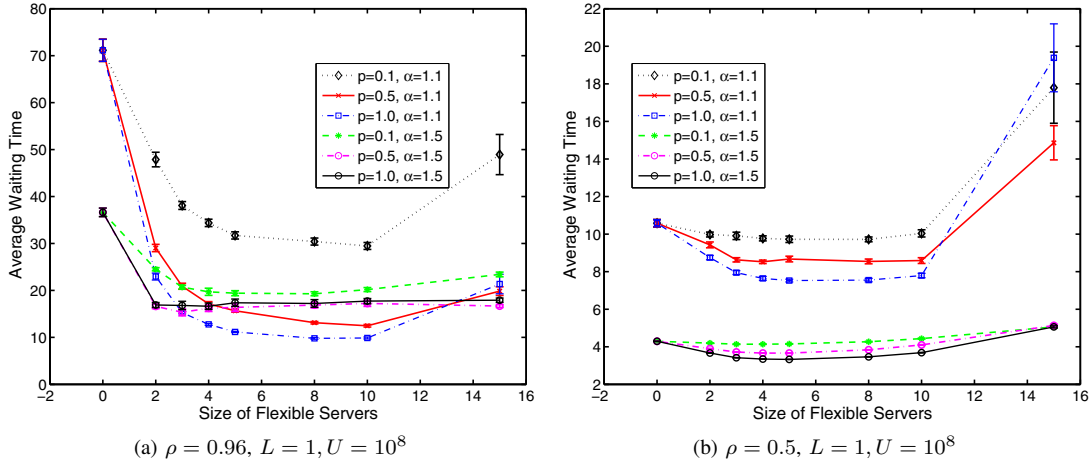 80
70
60
50
40
30
20
10
0
Average Waiting Time
p=0.1, α=1.1
p=0.5, α=1.1
p=1.0, α=1.1
p=0.1, α=1.5
p=0.5, α=1.5
p=1.0, α=1.5
−2 0 2 4 6 8 10 12 14 16
Size of Flexible Servers
(a) ρ = 0.96, L = 1, U = 10⁸
22
20
18
16
14
12
10
8
6
4
2
Average Waiting Time
p=0.1, α=1.1
p=0.5, α=1.1
p=1.0, α=1.1
p=0.1, α=1.5
p=0.5, α=1.5
p=1.0, α=1.5
−2 0 2 4 6 8 10 12 14 16
Size of Flexible Servers
(b) ρ = 0.5, L = 1, U = 10⁸